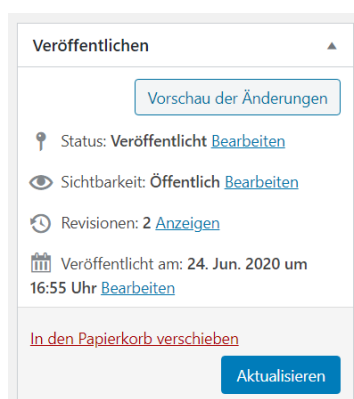 Veröffentlichen
Vorschau der Änderungen
Status: Veröffentlicht Bearbeiten
Sichtbarkeit: Öffentlich Bearbeiten
Revisionen: 2 Anzeigen
Veröffentlicht am: 24. Jun. 2020 um
16:55 Uhr Bearbeiten
In den Papierkorb verschieben
Aktualisieren